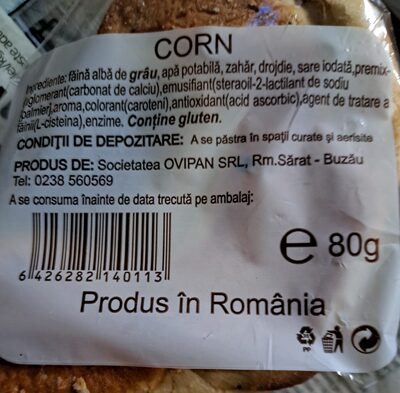 CORN
Ingrediente: făină albă de grâu, apă potabilă, zahăr, drojdie, sare iodată, premix-
glomerant(carbonat de calciu), emusifiant(steraoil-2-lactilant de sodiu
palmier), aroma, colorant(caroteni), antioxidant(acid ascorbic), agent de tratare a
făinii(L-cisteina), enzime. Conține gluten.
CONDIȚII DE DEPOZITARE: A se păstra în spații curate și aerisite
PRODUS DE: Societatea OVIPAN SRL, Rm.Sărat - Buzău
Tel: 0238 560569
A se consuma înainte de data trecută pe ambalaj:
e 80g
6 426282 140113
Produs în România
PP